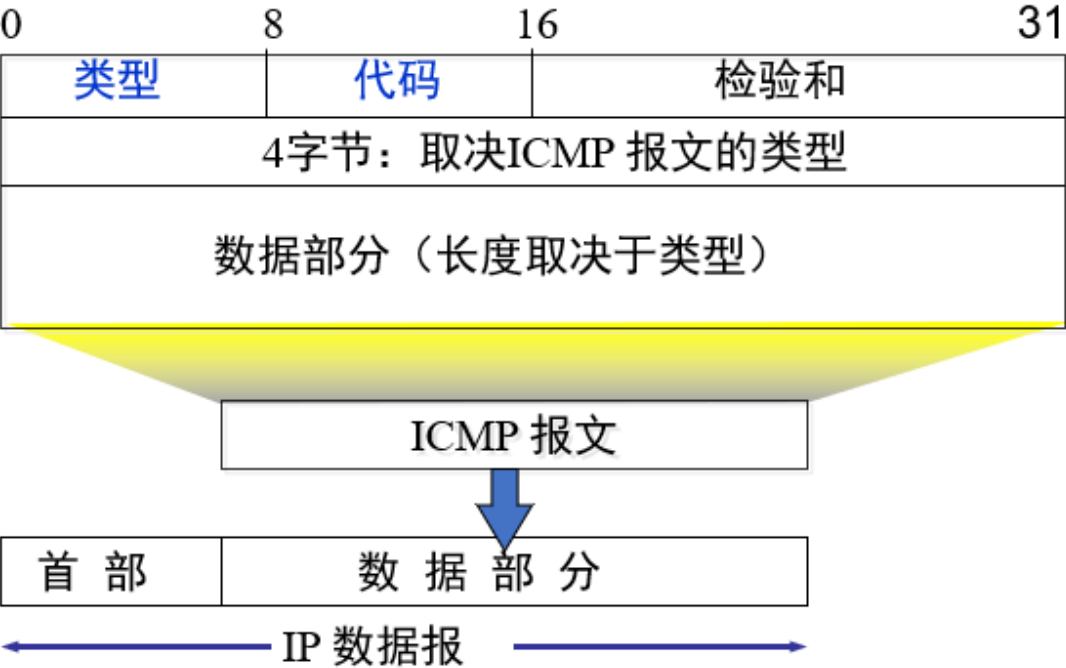 0 8 16 31
类型 代码 检验和
4字节：取决ICMP 报文的类型
数据部分（长度取决于类型）
ICMP 报文
首 部 数 据 部 分
IP 数据报